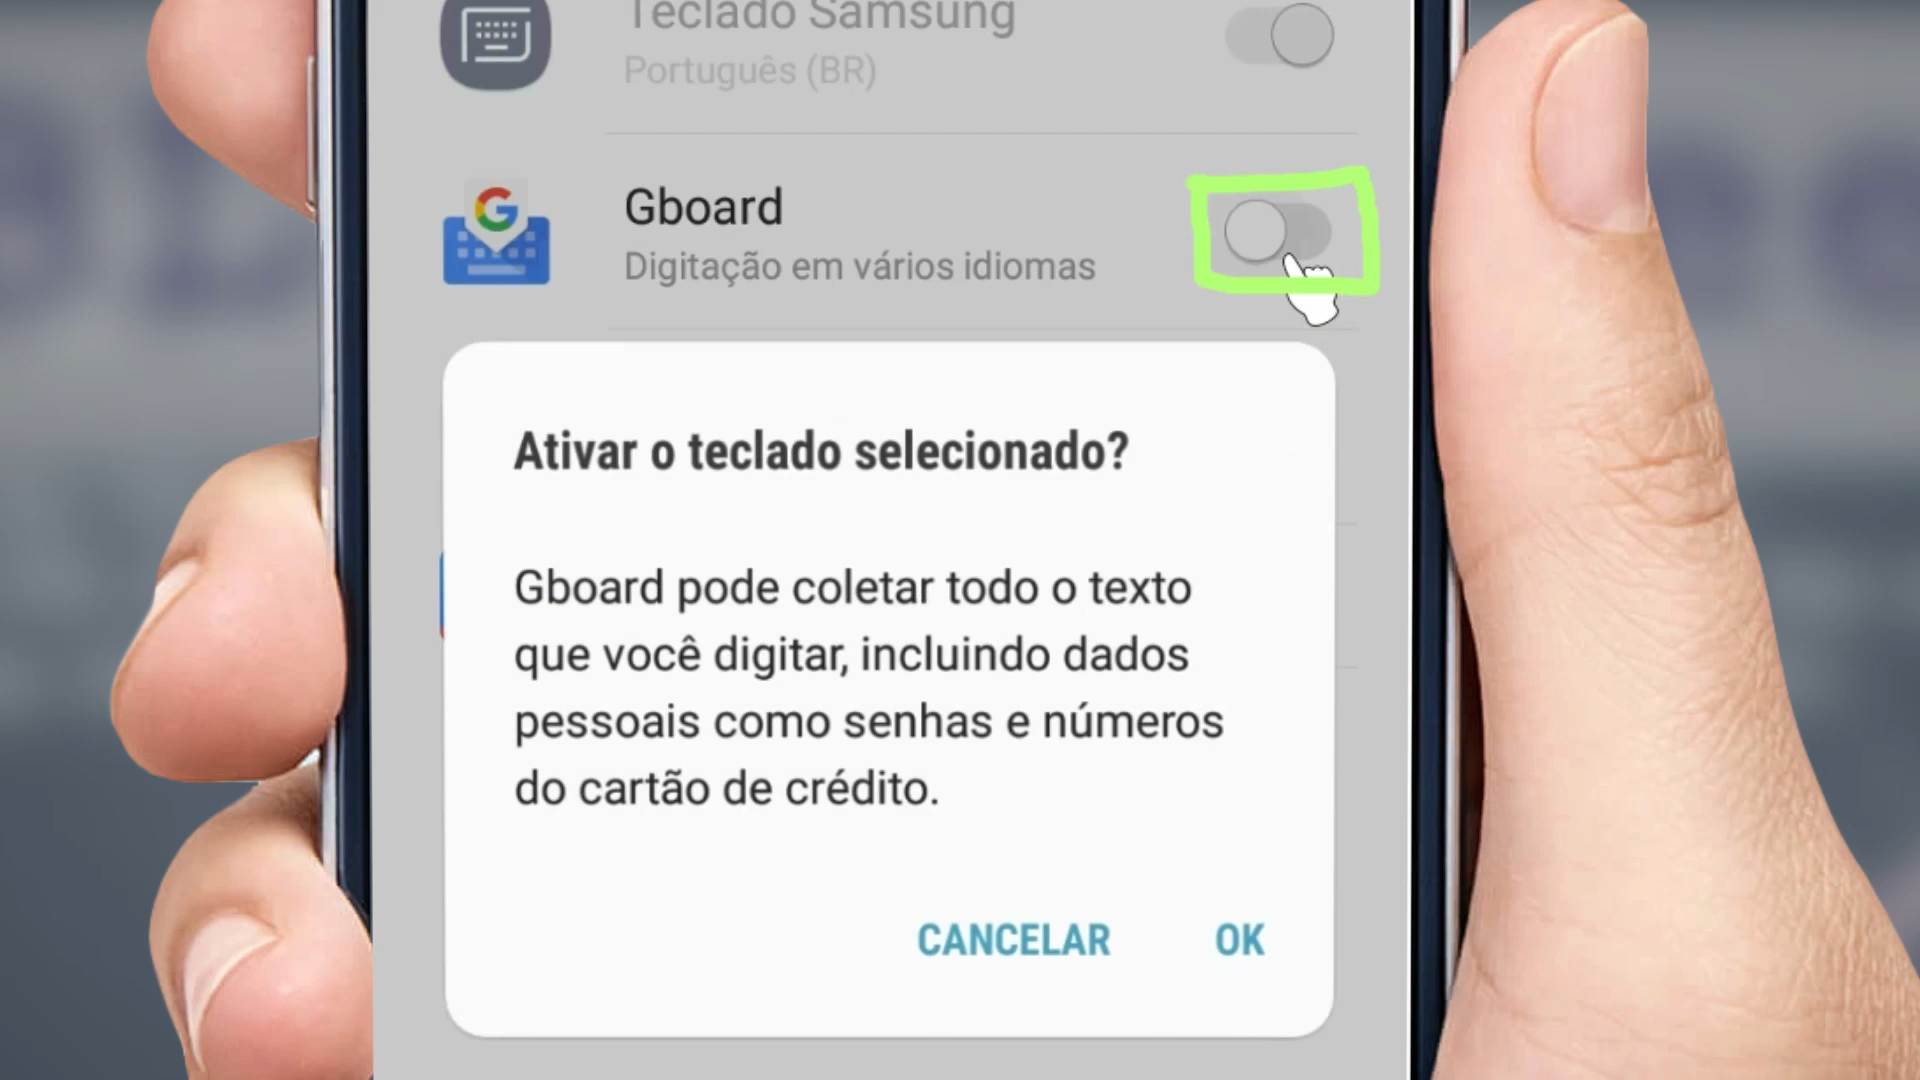 Teclado Samsung
Português (BR)
Gboard
Digitação em vários idiomas
Ativar o teclado selecionado?
Gboard pode coletar todo o texto
que você digitar, incluindo dados
pessoais como senhas e números
do cartão de crédito.
CANCELAR OK